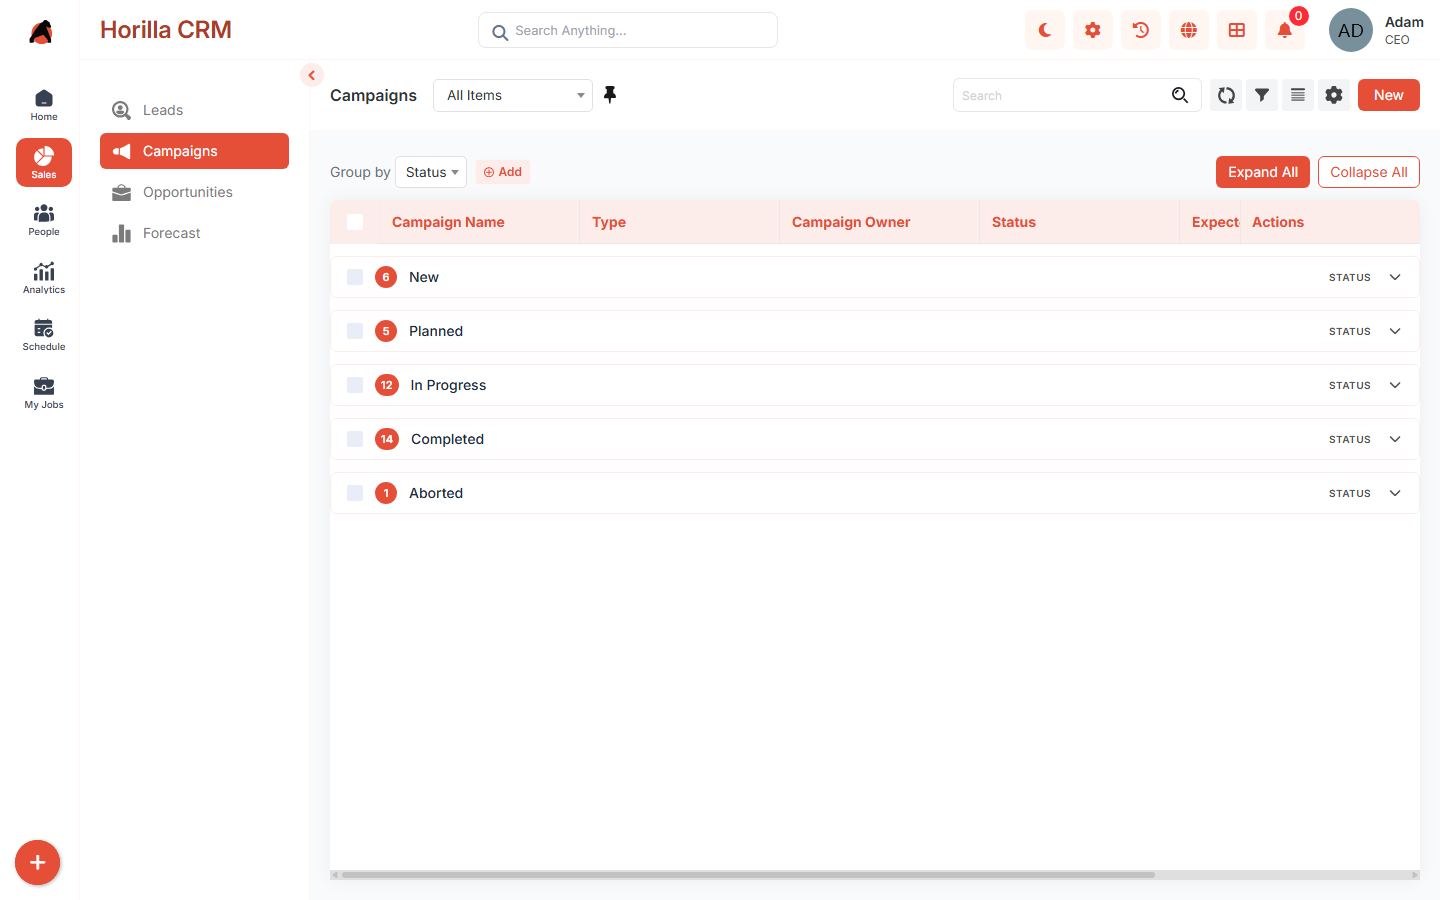 Horilla CRM
Search Anything...
0
AD
Adam
CEO
Home
Sales
People
Analytics
Schedule
My Jobs
Leads
Campaigns
Opportunities
Forecast
Campaigns
All Items
Search
New
Group by
Status
Add
Expand All
Collapse All
Campaign Name
Type
Campaign Owner
Status
Expect
Actions
6 New STATUS
5 Planned STATUS
12 In Progress STATUS
14 Completed STATUS
1 Aborted STATUS